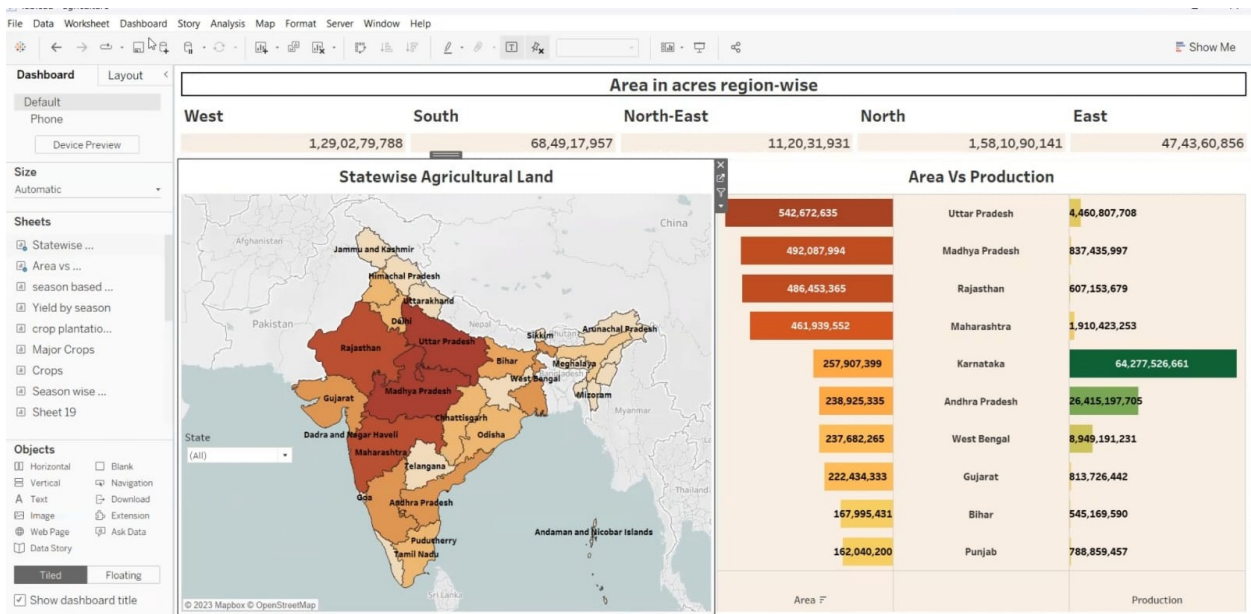 File Data Worksheet Dashboard Story Analysis Map Format Server Window Help
Show Me
Dashboard Layout
Default
Phone
Device Preview
Size
Automatic
Sheets
Statewise ...
Area vs ...
season based ...
Yield by season
crop plantatio...
Major Crops
Crops
Season wise ...
Sheet 19
Objects
Horizontal Blank
Vertical Navigation
A Text Download
Image Extension
Web Page Ask Data
Data Story
Tiled Floating
Show dashboard title
Area in acres region-wise
West South North-East North East
1,29,02,79,788 68,49,17,957 11,20,31,931 1,58,10,90,141 47,43,60,856
Statewise Agricultural Land
China
Afghanistan
Jammu and Kashmir
Himachal Pradesh
Uttarakhand
Pakistan
Delhi
Nepal
Sikkim
Bhutan
Arunachal Pradesh
Rajasthan
Uttar Pradesh
Bihar
Meghalaya
Bangladesh
West Bengal
Gujarat
Madhya Pradesh
Mizoram
Myanmar
Chhattisgarh
Dadra and Nagar Haveli
Odisha
State
(All)
Maharashtra
Telangana
Thailand
Goa
Andhra Pradesh
Andaman and Nicobar Islands
Puducherry
Tamil Nadu
Sri Lanka
© 2023 Mapbox © OpenStreetMap
Area Vs Production
542,672,635 Uttar Pradesh 4,460,807,708
492,087,994 Madhya Pradesh 837,435,997
486,453,365 Rajasthan 607,153,679
461,939,552 Maharashtra 1,910,423,253
257,907,399 Karnataka 64,277,526,661
238,925,335 Andhra Pradesh 26,415,197,705
237,682,265 West Bengal 8,949,191,231
222,434,333 Gujarat 813,726,442
167,995,431 Bihar 545,169,590
162,040,200 Punjab 788,859,457
Area Production